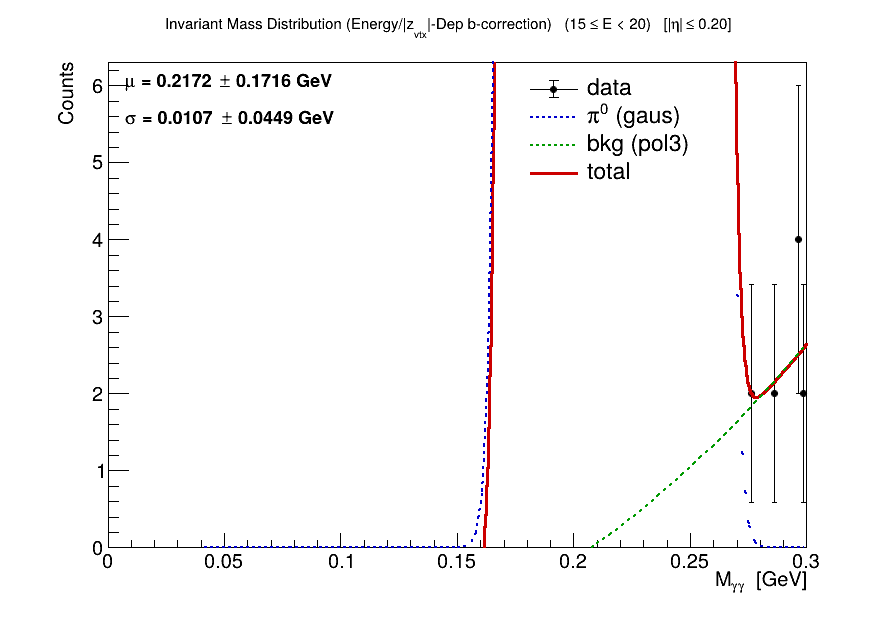 Invariant Mass Distribution (Energy/|z_vtx|-Dep b-correction) (15 ≤ E < 20) [|η| ≤ 0.20]
μ = 0.2172 ± 0.1716 GeV
σ = 0.0107 ± 0.0449 GeV
data
π⁰ (gaus)
bkg (pol3)
total
Counts
6
5
4
3
2
1
0
0 0.05 0.1 0.15 0.2 0.25 0.3
M_γγ [GeV]